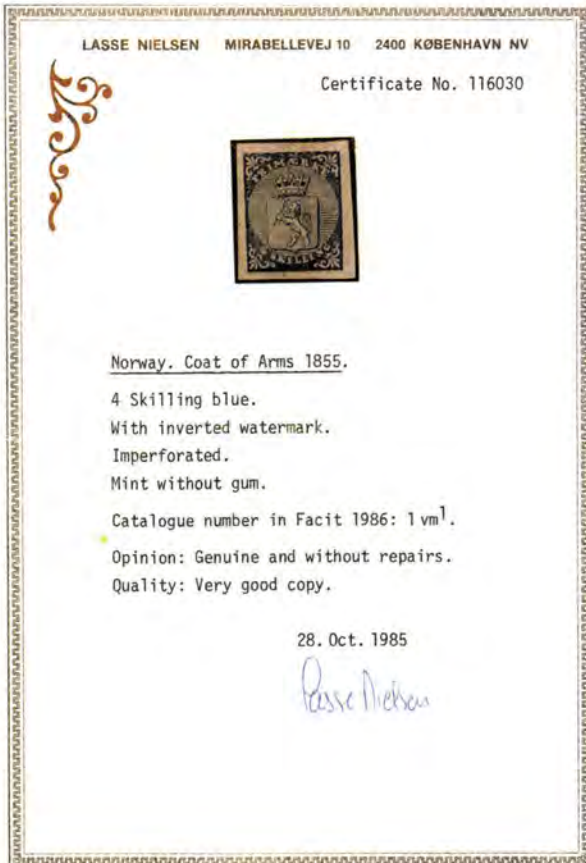 LASSE NIELSEN MIRABELLEVEJ 10 2400 KØBENHAVN NV
Certificate No. 116030
FRIMÆRKE
SKILLING
Norway. Coat of Arms 1855.
4 Skilling blue.
With inverted watermark.
Imperforated.
Mint without gum.
Catalogue number in Facit 1986: 1 vm¹.
Opinion: Genuine and without repairs.
Quality: Very good copy.
28. Oct. 1985
Lasse Nielsen